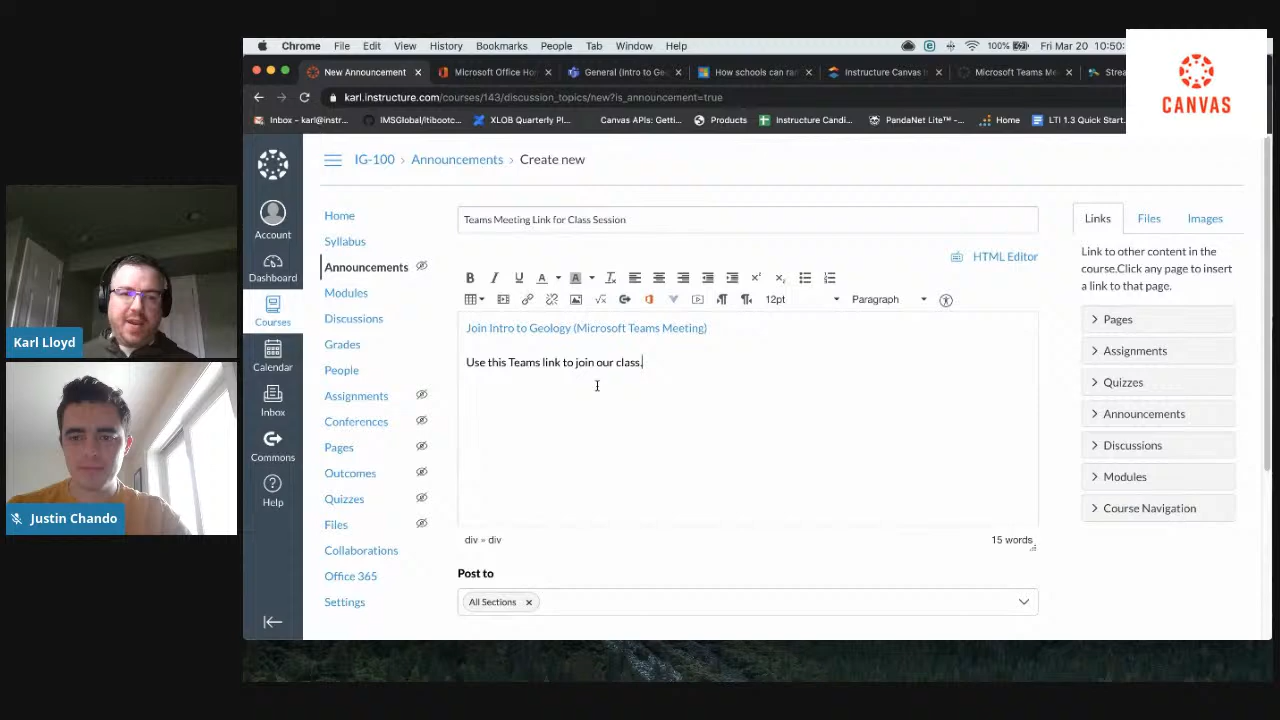 Chrome File Edit View History Bookmarks People Tab Window Help
100% Fri Mar 20 10:50:
New Announcement
Microsoft Office Ho
General (Intro to Ge
How schools can ra
Instructure Canvas I
Microsoft Teams Me
Stre
karl.instructure.com/courses/143/discussion_topics/new?is_announcement=true
Inbox - karl@instr...
IMSGlobal/ltibootc...
XLOB Quarterly Pl...
Canvas APIs: Getti...
Products
Instructure Candi...
PandaNet Lite™ –...
Home
LTI 1.3 Quick Start
CANVAS
Karl Lloyd
Justin Chando
Account
Dashboard
Courses
Calendar
Inbox
Commons
Help
IG-100 > Announcements > Create new
Home
Syllabus
Announcements
Modules
Discussions
Grades
People
Assignments
Conferences
Pages
Outcomes
Quizzes
Files
Collaborations
Office 365
Settings
Teams Meeting Link for Class Session
HTML Editor
B I U A A
12pt Paragraph
Join Intro to Geology (Microsoft Teams Meeting)
Use this Teams link to join our class.
div » div 15 words
Post to
All Sections
Links Files Images
Link to other content in the
course.Click any page to insert
a link to that page.
Pages
Assignments
Quizzes
Announcements
Discussions
Modules
Course Navigation